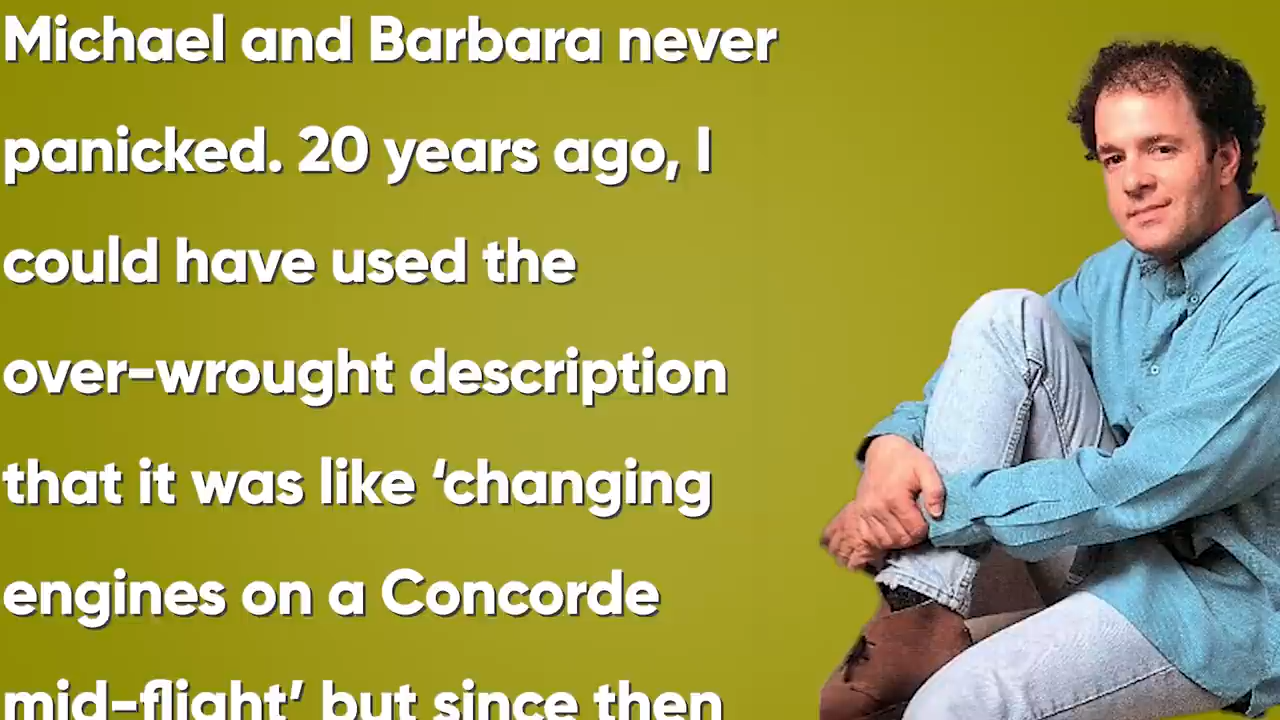 Michael and Barbara never
panicked. 20 years ago, I
could have used the
over-wrought description
that it was like ‘changing
engines on a Concorde
mid-flight’ but since then